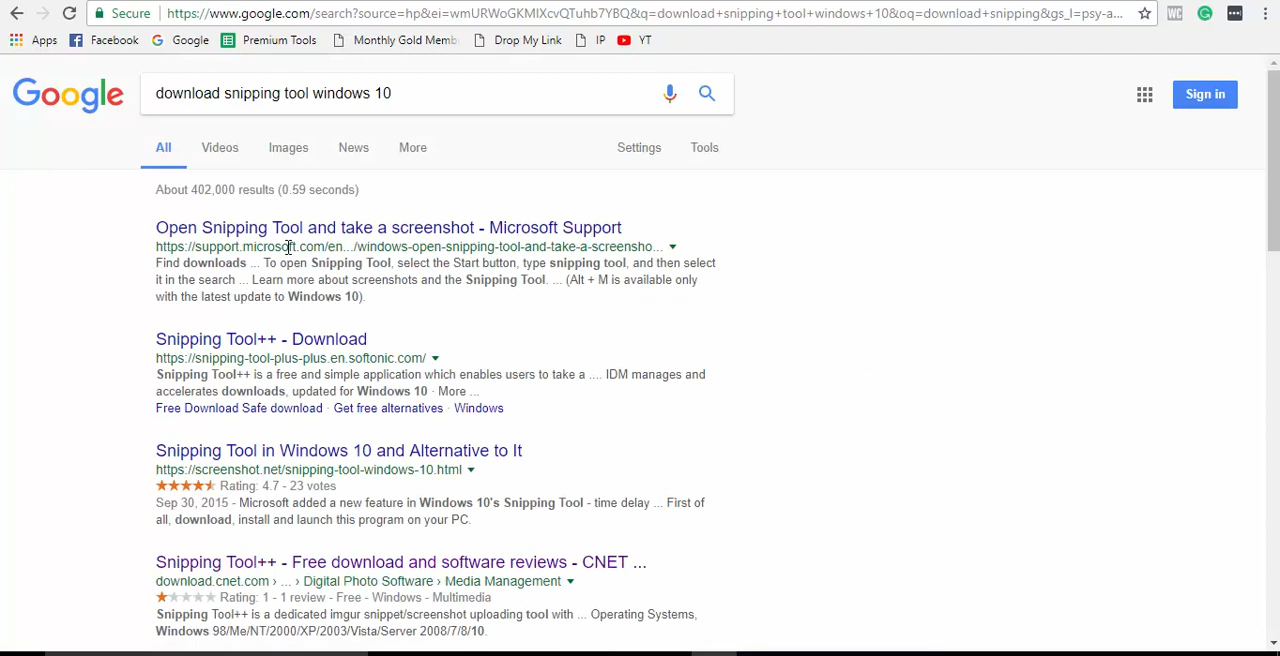 Secure https://www.google.com/search?source=hp&ei=wmURWoGKMIXcvQTuhb7YBQ&q=download+snipping+tool+windows+10&oq=download+snipping&gs_l=psy-a...
Apps Facebook Google Premium Tools Monthly Gold Memb Drop My Link IP YT
Google download snipping tool windows 10 Sign in
All Videos Images News More Settings Tools
About 402,000 results (0.59 seconds)
Open Snipping Tool and take a screenshot - Microsoft Support
https://support.microsoft.com/en.../windows-open-snipping-tool-and-take-a-screensho...
Find downloads ... To open Snipping Tool, select the Start button, type snipping tool, and then select
it in the search ... Learn more about screenshots and the Snipping Tool. ... (Alt + M is available only
with the latest update to Windows 10).
Snipping Tool++ - Download
https://snipping-tool-plus-plus.en.softonic.com/
Snipping Tool++ is a free and simple application which enables users to take a .... IDM manages and
accelerates downloads, updated for Windows 10 · More ...
Free Download Safe download · Get free alternatives · Windows
Snipping Tool in Windows 10 and Alternative to It
https://screenshot.net/snipping-tool-windows-10.html
Rating: 4.7 - 23 votes
Sep 30, 2015 - Microsoft added a new feature in Windows 10's Snipping Tool - time delay ... First of
all, download, install and launch this program on your PC.
Snipping Tool++ - Free download and software reviews - CNET ...
download.cnet.com › ... › Digital Photo Software › Media Management
Rating: 1 - 1 review - Free - Windows - Multimedia
Snipping Tool++ is a dedicated imgur snippet/screenshot uploading tool with ... Operating Systems,
Windows 98/Me/NT/2000/XP/2003/Vista/Server 2008/7/8/10.